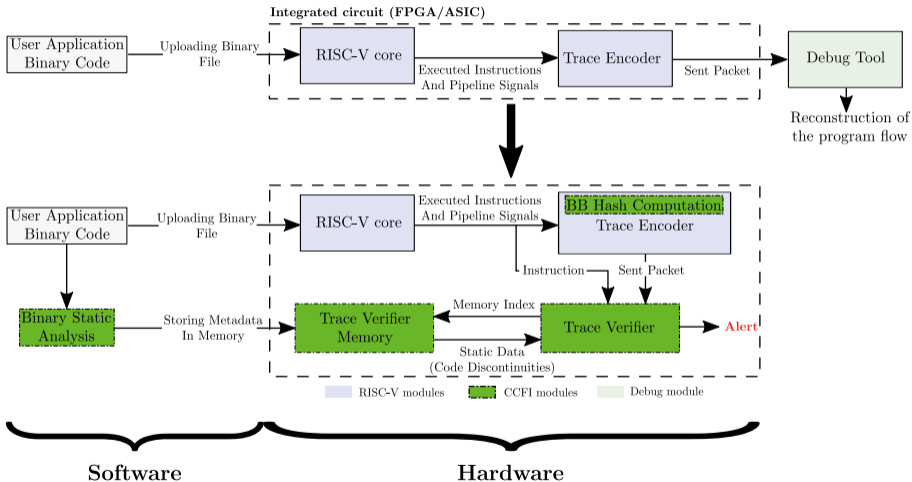 Integrated circuit (FPGA/ASIC)
User Application
Binary Code
Uploading Binary
File
RISC-V core
Executed Instructions
And Pipeline Signals
Trace Encoder
Sent Packet
Debug Tool
Reconstruction of
the program flow
User Application
Binary Code
Uploading Binary
File
RISC-V core
Executed Instructions
And Pipeline Signals
BB Hash Computation
Trace Encoder
Instruction
Sent Packet
Binary Static
Analysis
Storing Metadata
In Memory
Trace Verifier
Memory
Memory Index
Static Data
(Code Discontinuities)
Trace Verifier
Alert
RISC-V modules
CCFI modules
Debug module
Software
Hardware